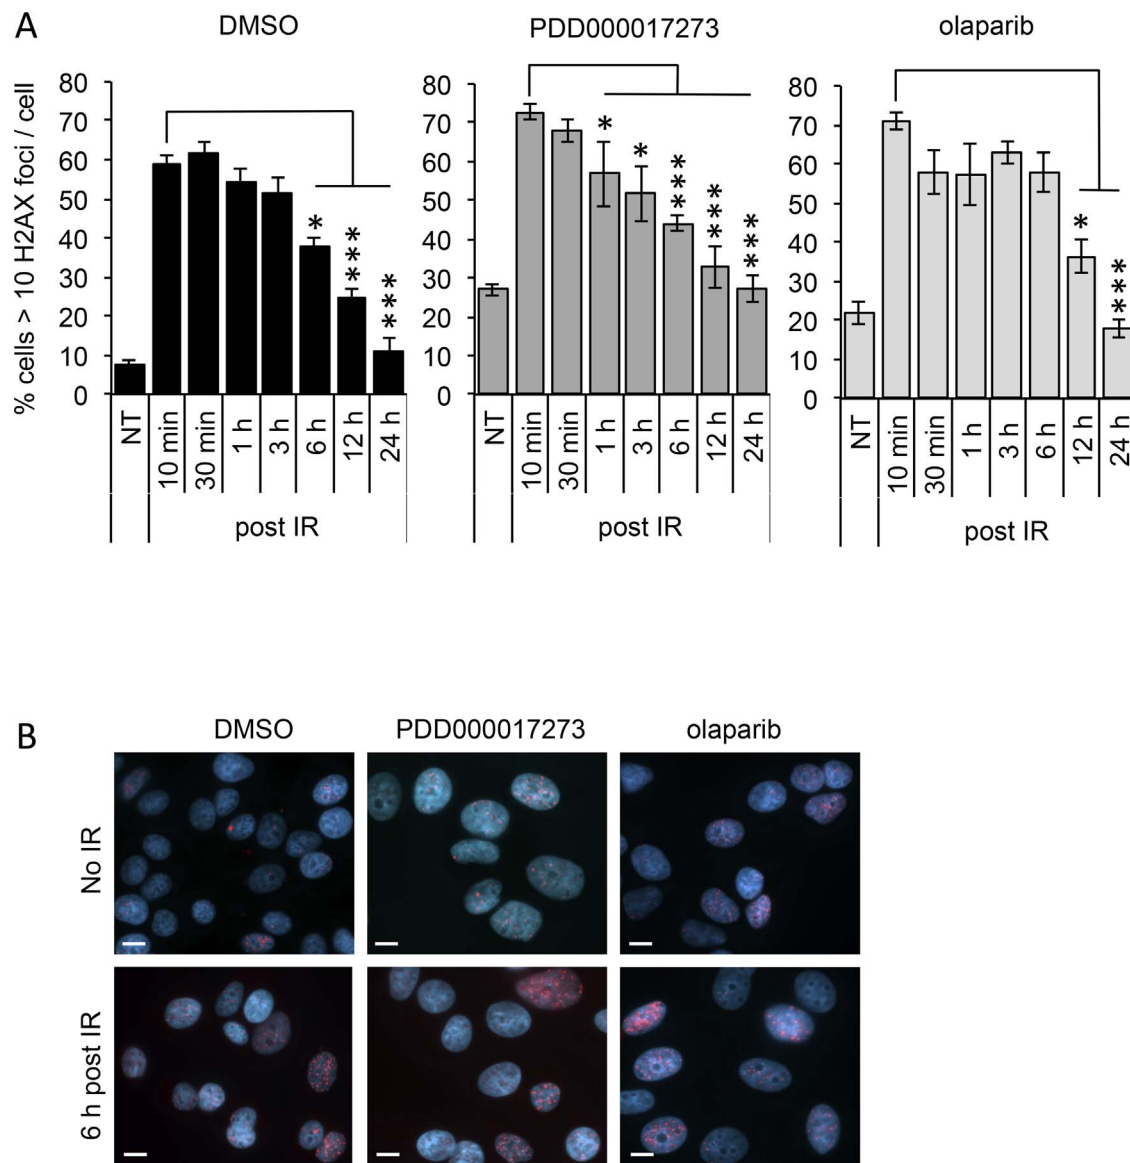 A
DMSO
PDD000017273
olaparib
% cells > 10 H2AX foci / cell
80
70
60
50
40
30
20
10
0
*
***
***
NT
10 min
30 min
1 h
3 h
6 h
12 h
24 h
post IR
80
70
60
50
40
30
20
10
0
*
*
***
***
***
NT
10 min
30 min
1 h
3 h
6 h
12 h
24 h
post IR
80
70
60
50
40
30
20
10
0
*
***
NT
10 min
30 min
1 h
3 h
6 h
12 h
24 h
post IR
B
DMSO
PDD000017273
olaparib
No IR
6 h post IR